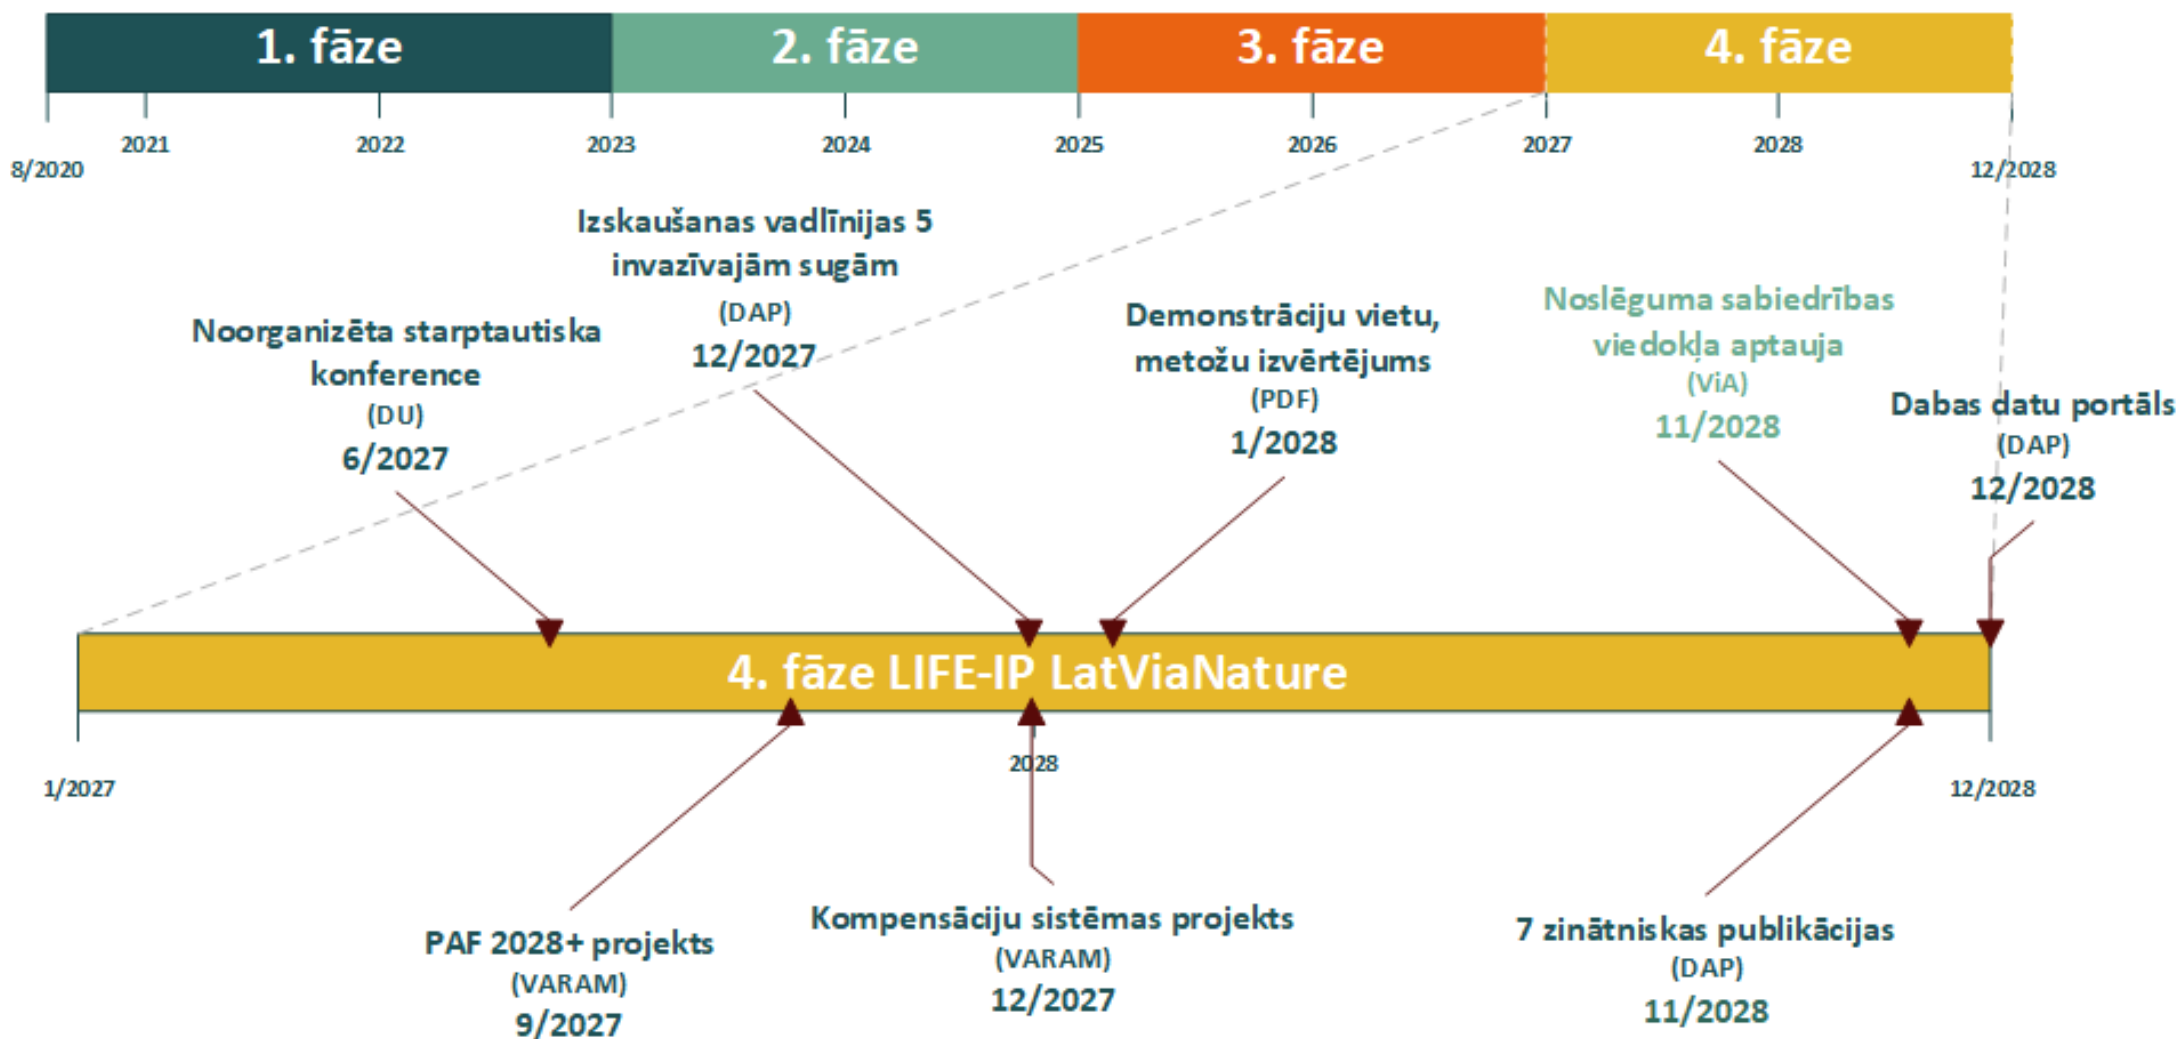 1. fāze
2. fāze
3. fāze
4. fāze
8/2020
2021
2022
2023
2024
2025
2026
2027
2028
12/2028
Izskaušanas vadlīnijas 5
invazīvajām sugām
(DAP)
12/2027
Noorganizēta starptautiska
konference
(DU)
6/2027
Demonstrāciju vietu,
metožu izvērtējums
(PDF)
1/2028
Noslēguma sabiedrības
viedokļa aptauja
(ViA)
11/2028
Dabas datu portāls
(DAP)
12/2028
4. fāze LIFE-IP LatViaNature
1/2027
2028
12/2028
PAF 2028+ projekts
(VARAM)
9/2027
Kompensāciju sistēmas projekts
(VARAM)
12/2027
7 zinātniskas publikācijas
(DAP)
11/2028